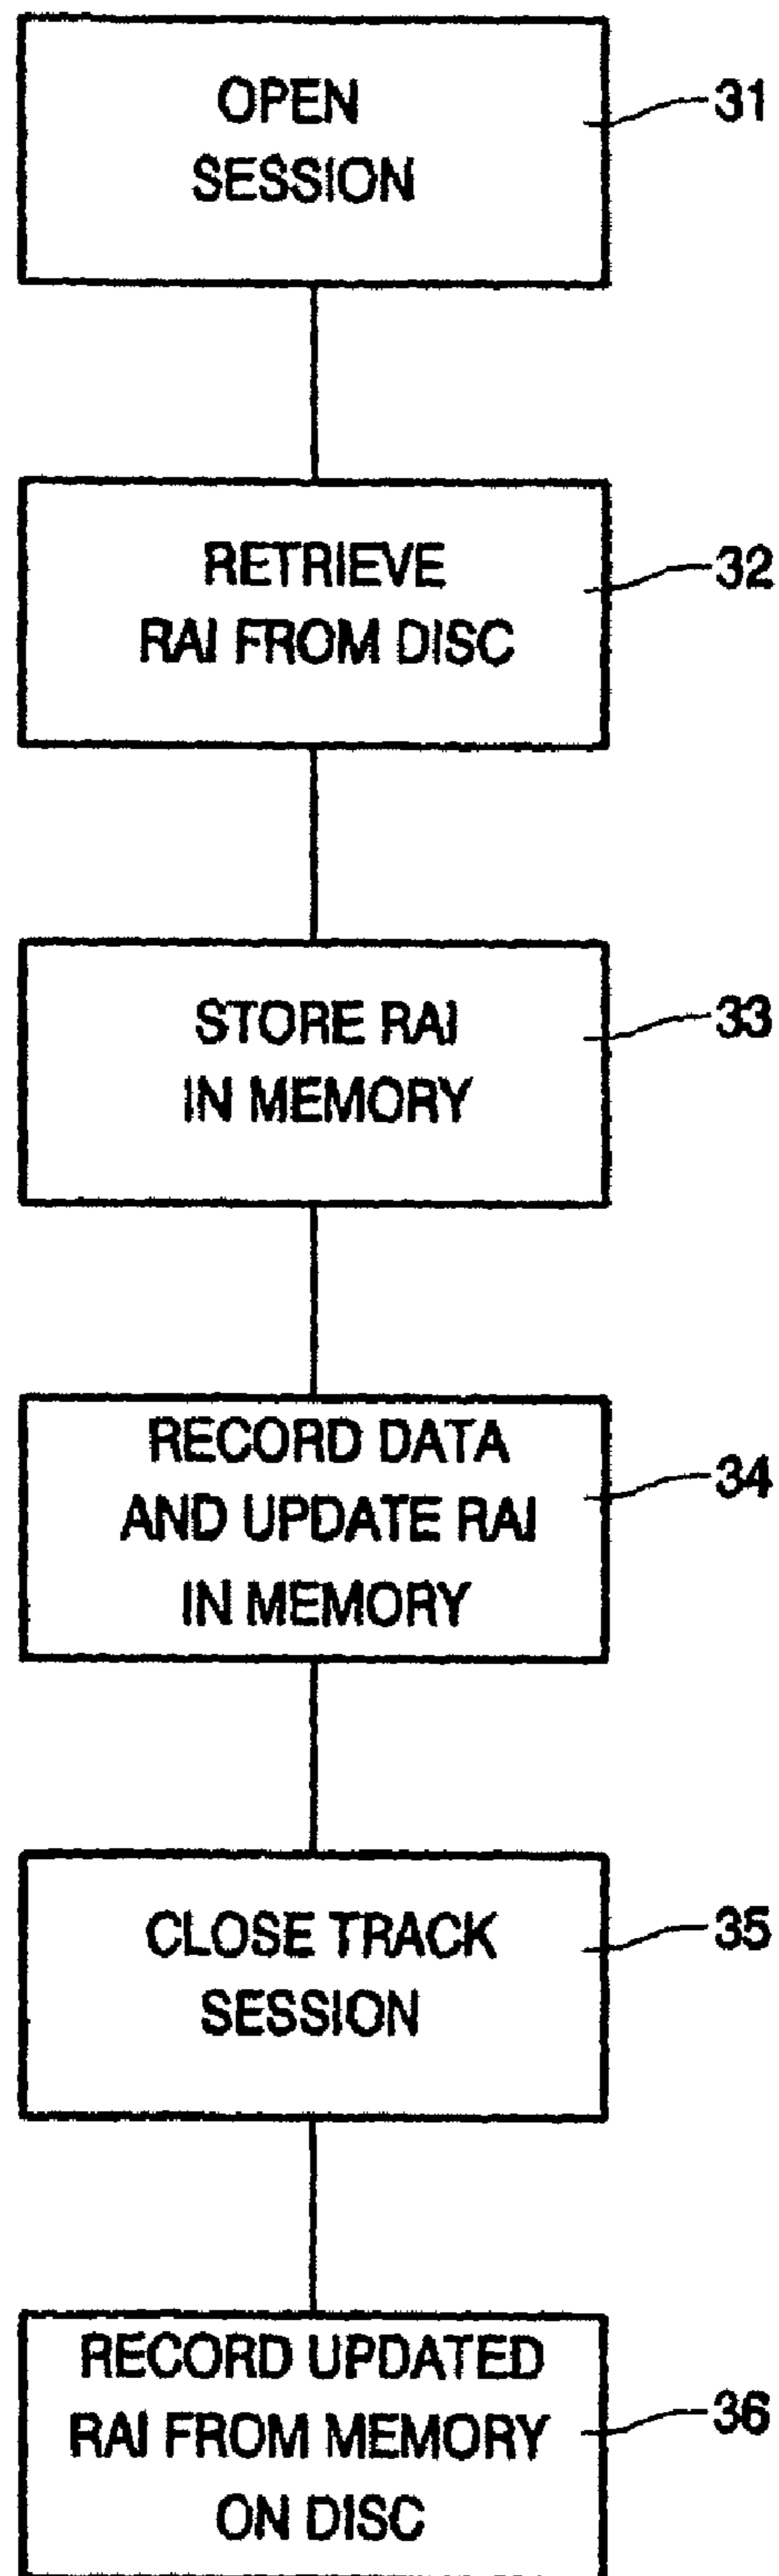 OPEN
SESSION
31
RETRIEVE
RAI FROM DISC
32
STORE RAI
IN MEMORY
33
RECORD DATA
AND UPDATE RAI
IN MEMORY
34
CLOSE TRACK
SESSION
35
RECORD UPDATED
RAI FROM MEMORY
ON DISC
36